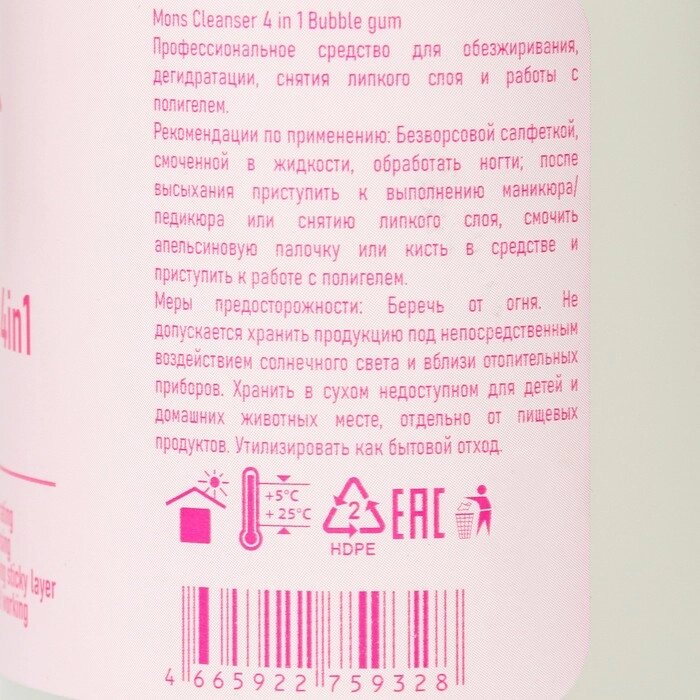 Mons Cleanser 4 in 1 Bubble gum
Профессиональное средство для обезжиривания,
дегидратации, снятия липкого слоя и работы с
полигелем.
Рекомендации по применению: Безворсовой салфеткой,
смоченной в жидкости, обработать ногти; после
высыхания приступить к выполнению маникюра/
педикюра или снятию липкого слоя, смочить
апельсиновую палочку или кисть в средстве и
приступить к работе с полигелем.
Меры предосторожности: Беречь от огня. Не
допускается хранить продукцию под непосредственным
воздействием солнечного света и вблизи отопительных
приборов. Хранить в сухом недоступном для детей и
домашних животных месте, отдельно от пищевых
продуктов. Утилизировать как бытовой отход.
+5°C
+25°C
2
HDPE
EAC
4 665922 759328
4in1
sticky layer
working